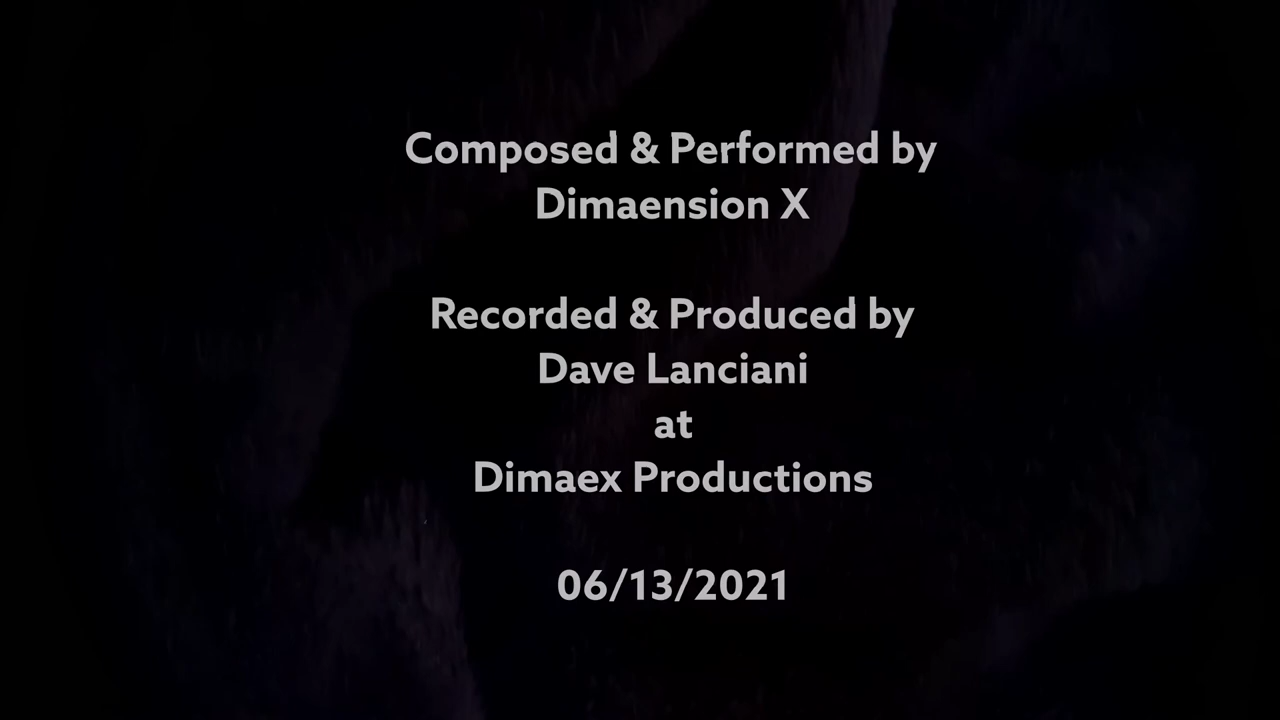 Composed & Performed by
Dimaension X
Recorded & Produced by
Dave Lanciani
at
Dimaex Productions
06/13/2021